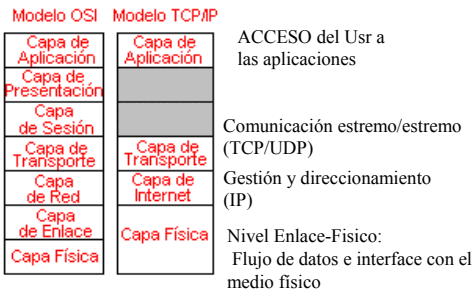 Modelo OSI
Modelo TCP/IP
Capa de
Aplicación
Capa de
Presentación
Capa
de Sesión
Capa de
Transporte
Capa
de Red
Capa
de Enlace
Capa Física
Capa de
Aplicación
Capa de
Transporte
Capa de
Internet
Capa Física
ACCESO del Usr a
las aplicaciones
Comunicación estremo/estremo
(TCP/UDP)
Gestión y direccionamiento
(IP)
Nivel Enlace-Fisico:
Flujo de datos e interface con el
medio físico